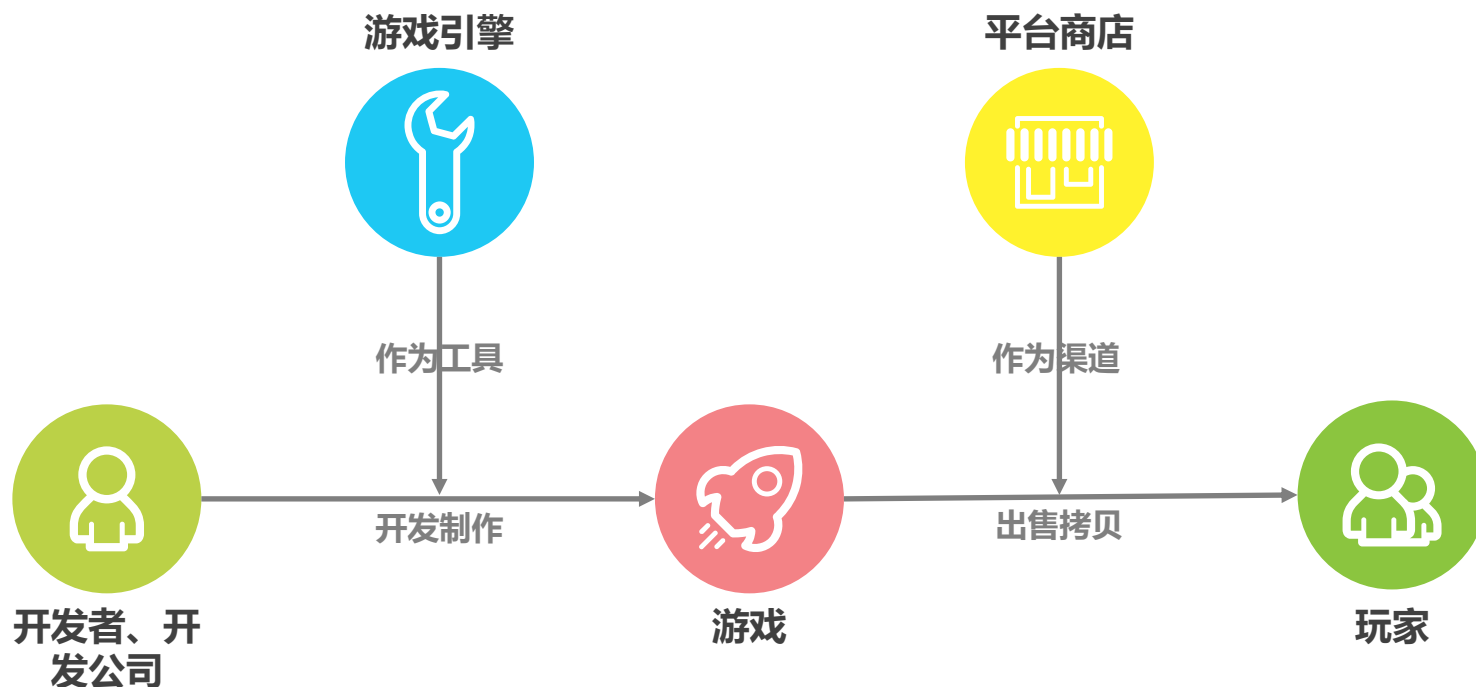 游戏引擎
平台商店
作为工具
作为渠道
开发制作
出售拷贝
开发者、开
发公司
游戏
玩家